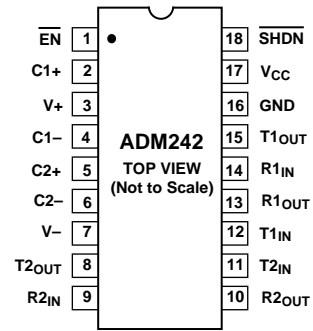 EN 1 18 SHDN
C1+ 2 17 VCC
V+ 3 16 GND
C1– 4 15 T1OUT
ADM242
TOP VIEW
(Not to Scale)
C2+ 5 14 R1IN
C2– 6 13 R1OUT
V– 7 12 T1IN
T2OUT 8 11 T2IN
R2IN 9 10 R2OUT